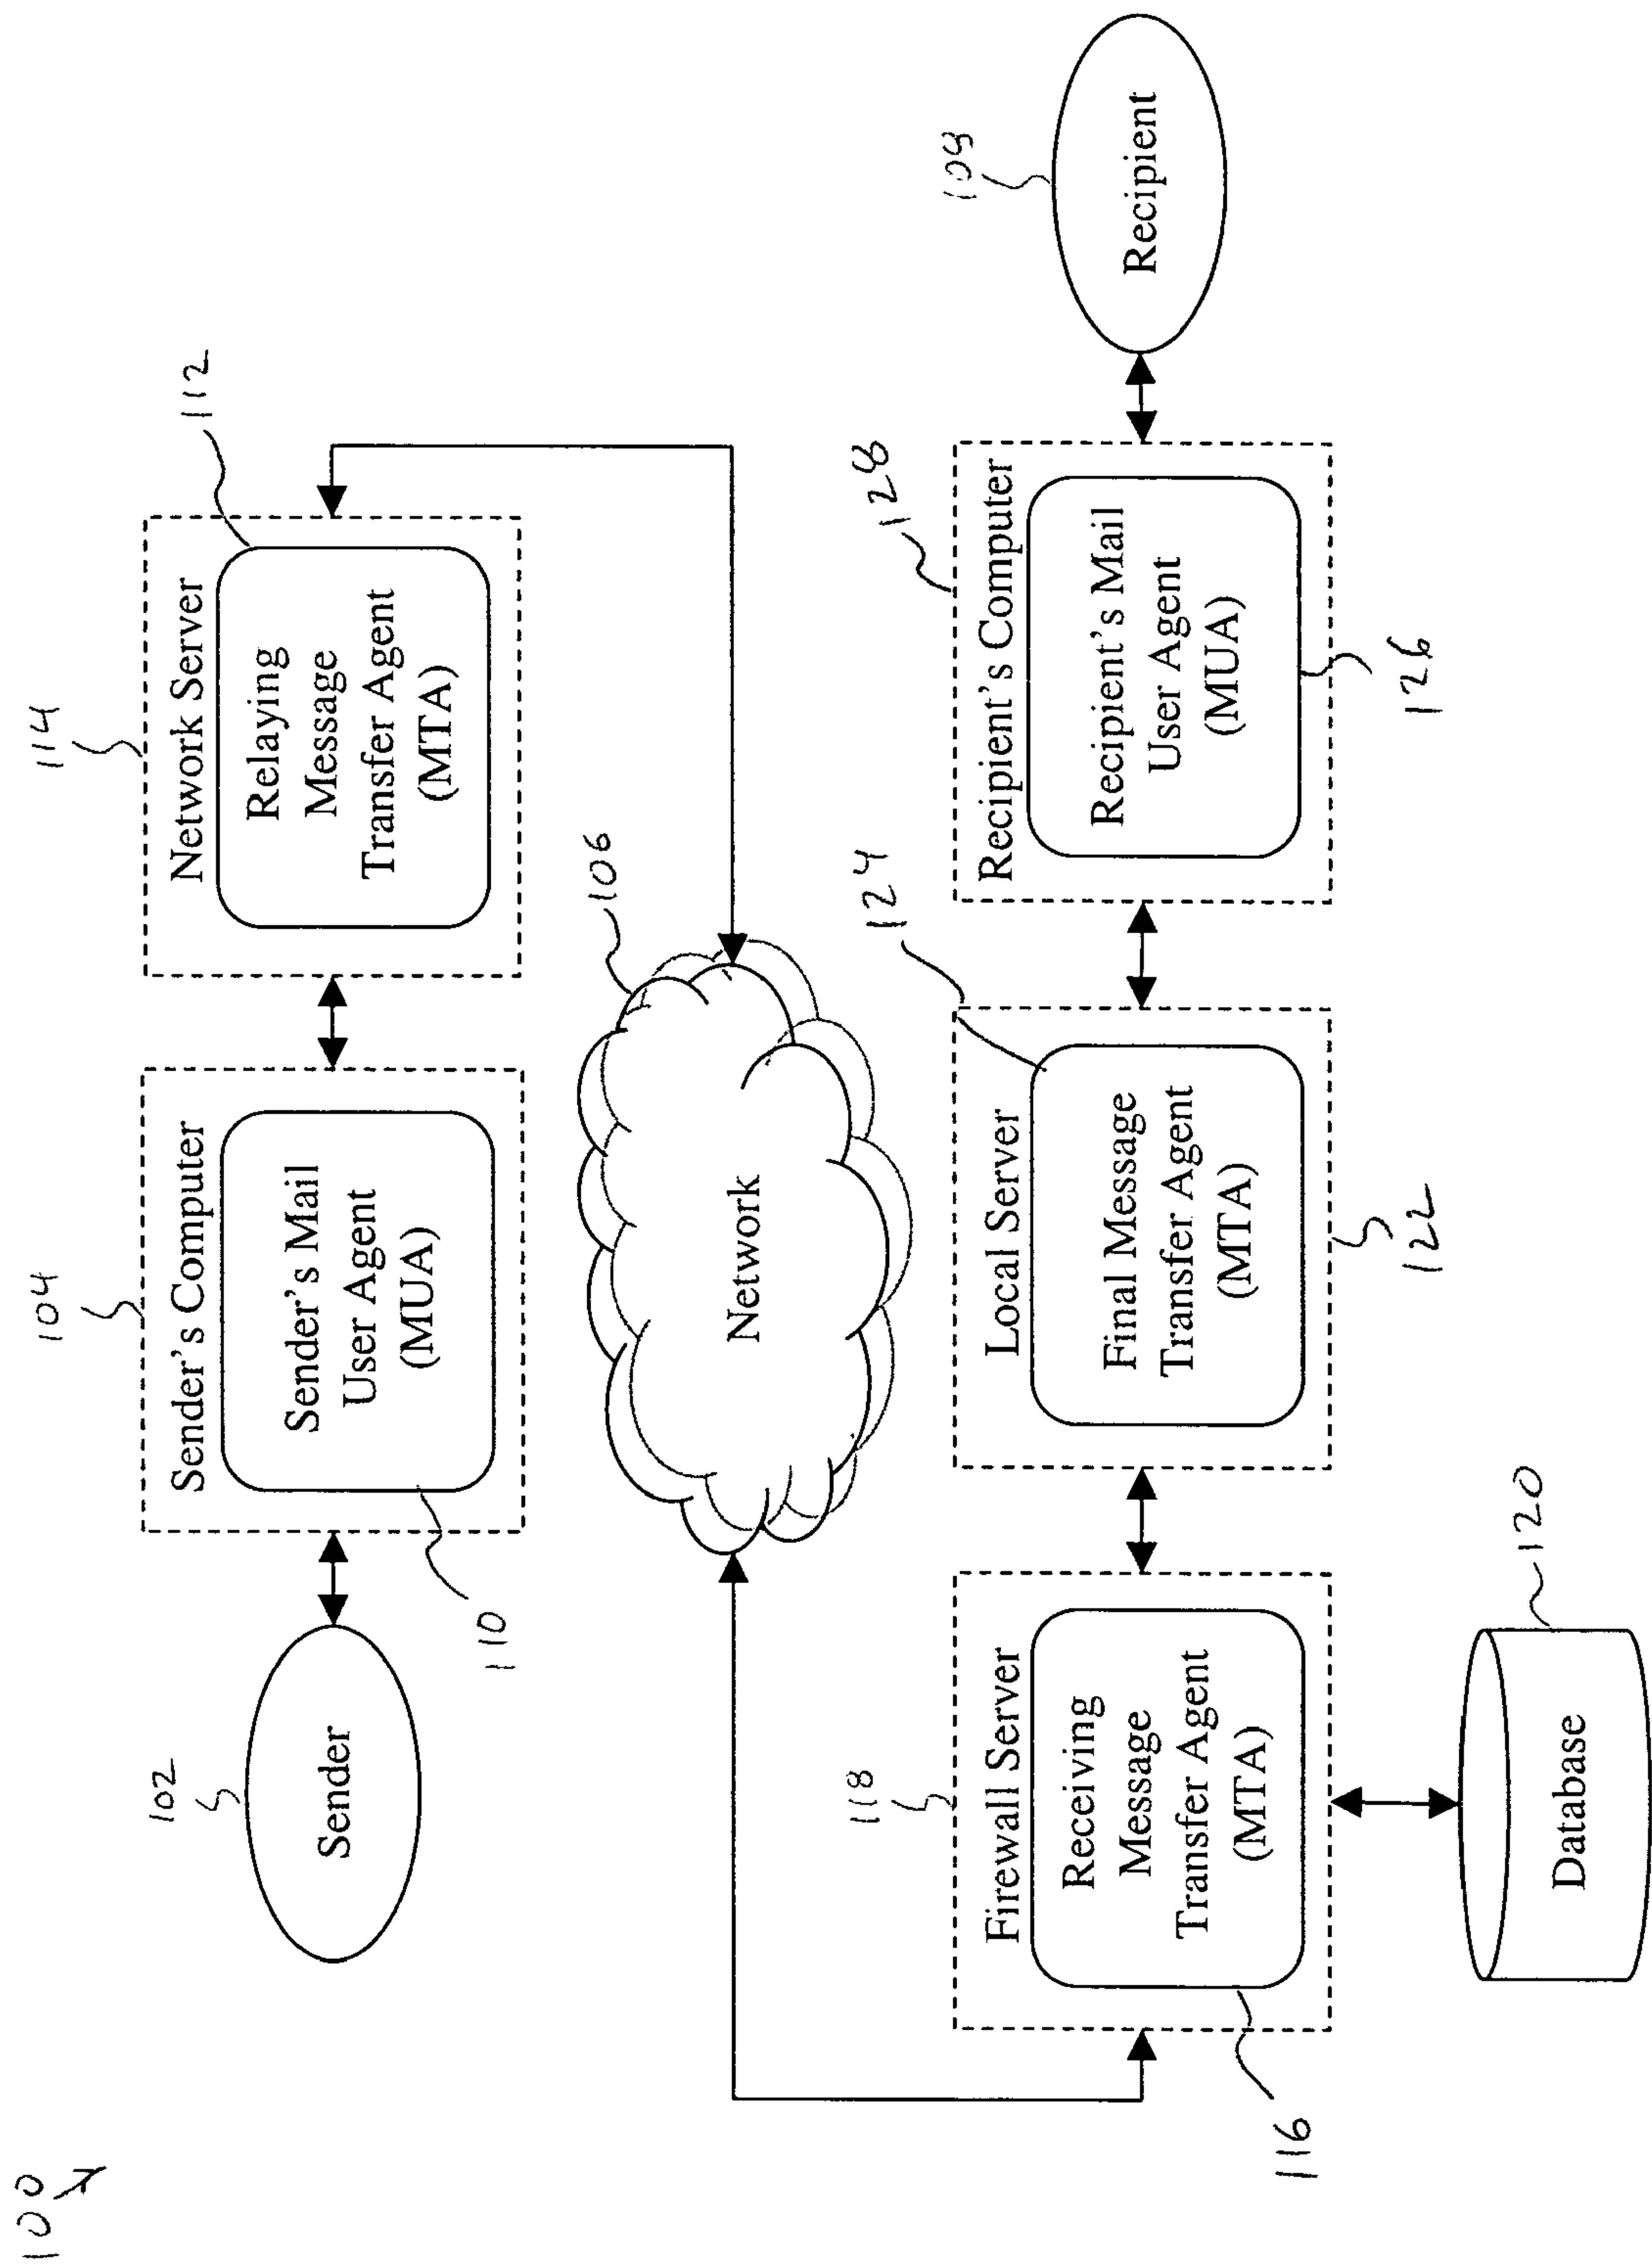 100
102
Sender
104
Sender's Computer
Sender's Mail
User Agent
(MUA)
110
114
Network Server
Relaying
Message
Transfer Agent
(MTA)
112
106
Network
118
Firewall Server
Receiving
Message
Transfer Agent
(MTA)
116
Database
120
Local Server
Final Message
Transfer Agent
(MTA)
124
122
128
Recipient's Computer
Recipient's Mail
User Agent
(MUA)
126
108
Recipient